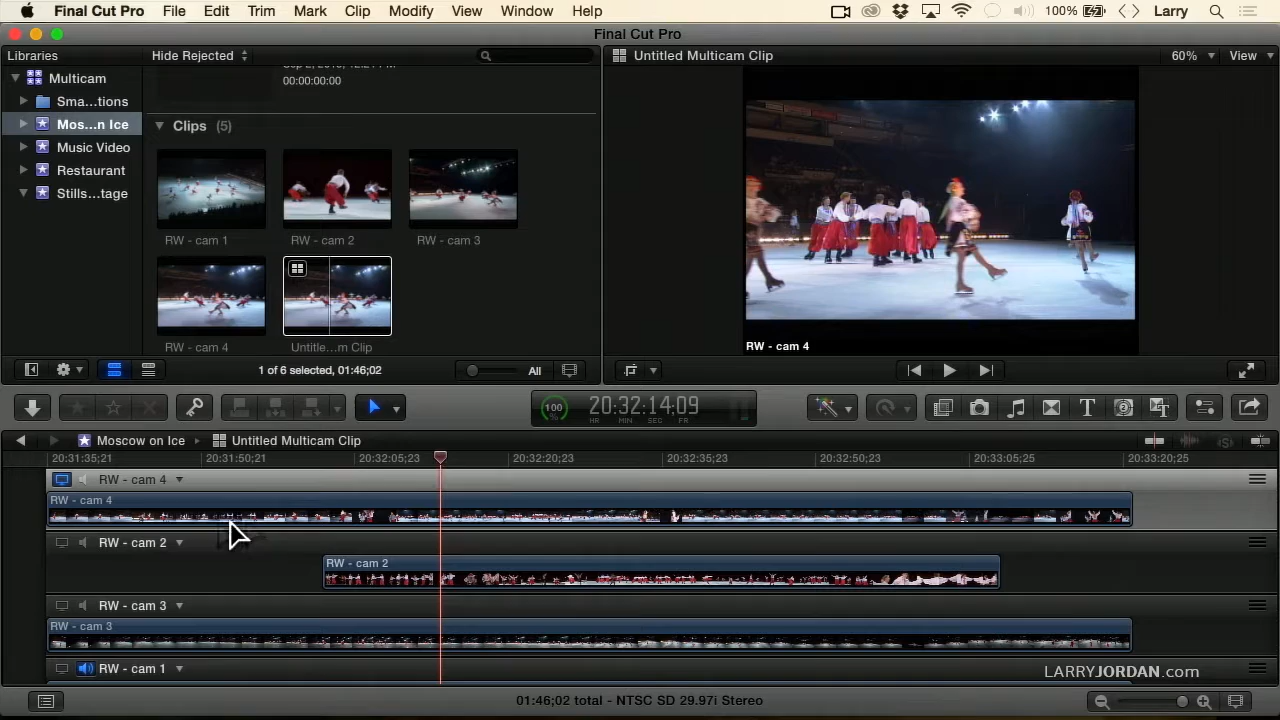 Final Cut Pro File Edit Trim Mark Clip Modify View Window Help 100% Larry
Final Cut Pro
Libraries Hide Rejected
Untitled Multicam Clip 60% View
00:00:00:00
Multicam
Sma...tions
Mos...n Ice
Music Video
Restaurant
Stills...tage
Clips (5)
RW - cam 1 RW - cam 2 RW - cam 3
RW - cam 4 Untitle...m Clip
RW - cam 4
1 of 6 selected, 01:46;02 All
100 20:32:14;09
HR MIN SEC FR
Moscow on Ice Untitled Multicam Clip
20:31:35;21 20:31:50;21 20:32:05;23 20:32:20;23 20:32:35;23 20:32:50;23 20:33:05;25 20:33:20;25
RW - cam 4
RW - cam 4
RW - cam 2
RW - cam 2
RW - cam 3
RW - cam 3
RW - cam 1
LARRYJORDAN.com
01:46;02 total - NTSC SD 29.97i Stereo